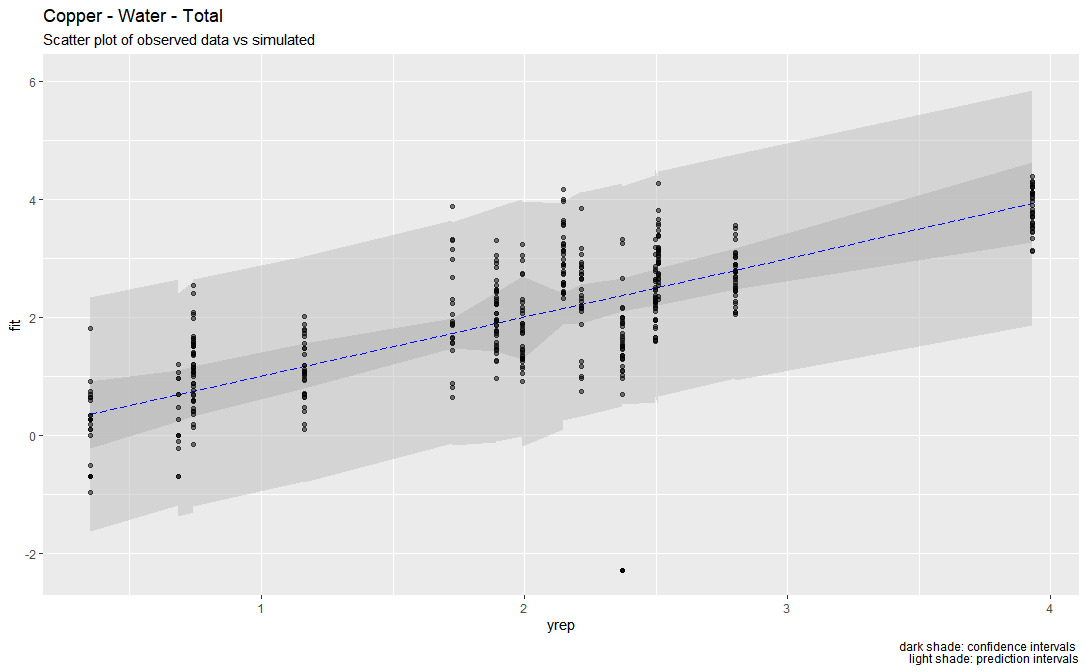 Copper - Water - Total
Scatter plot of observed data vs simulated
6
4
2
0
-2
fit
1
2
3
4
yrep
dark shade: confidence intervals
light shade: prediction intervals